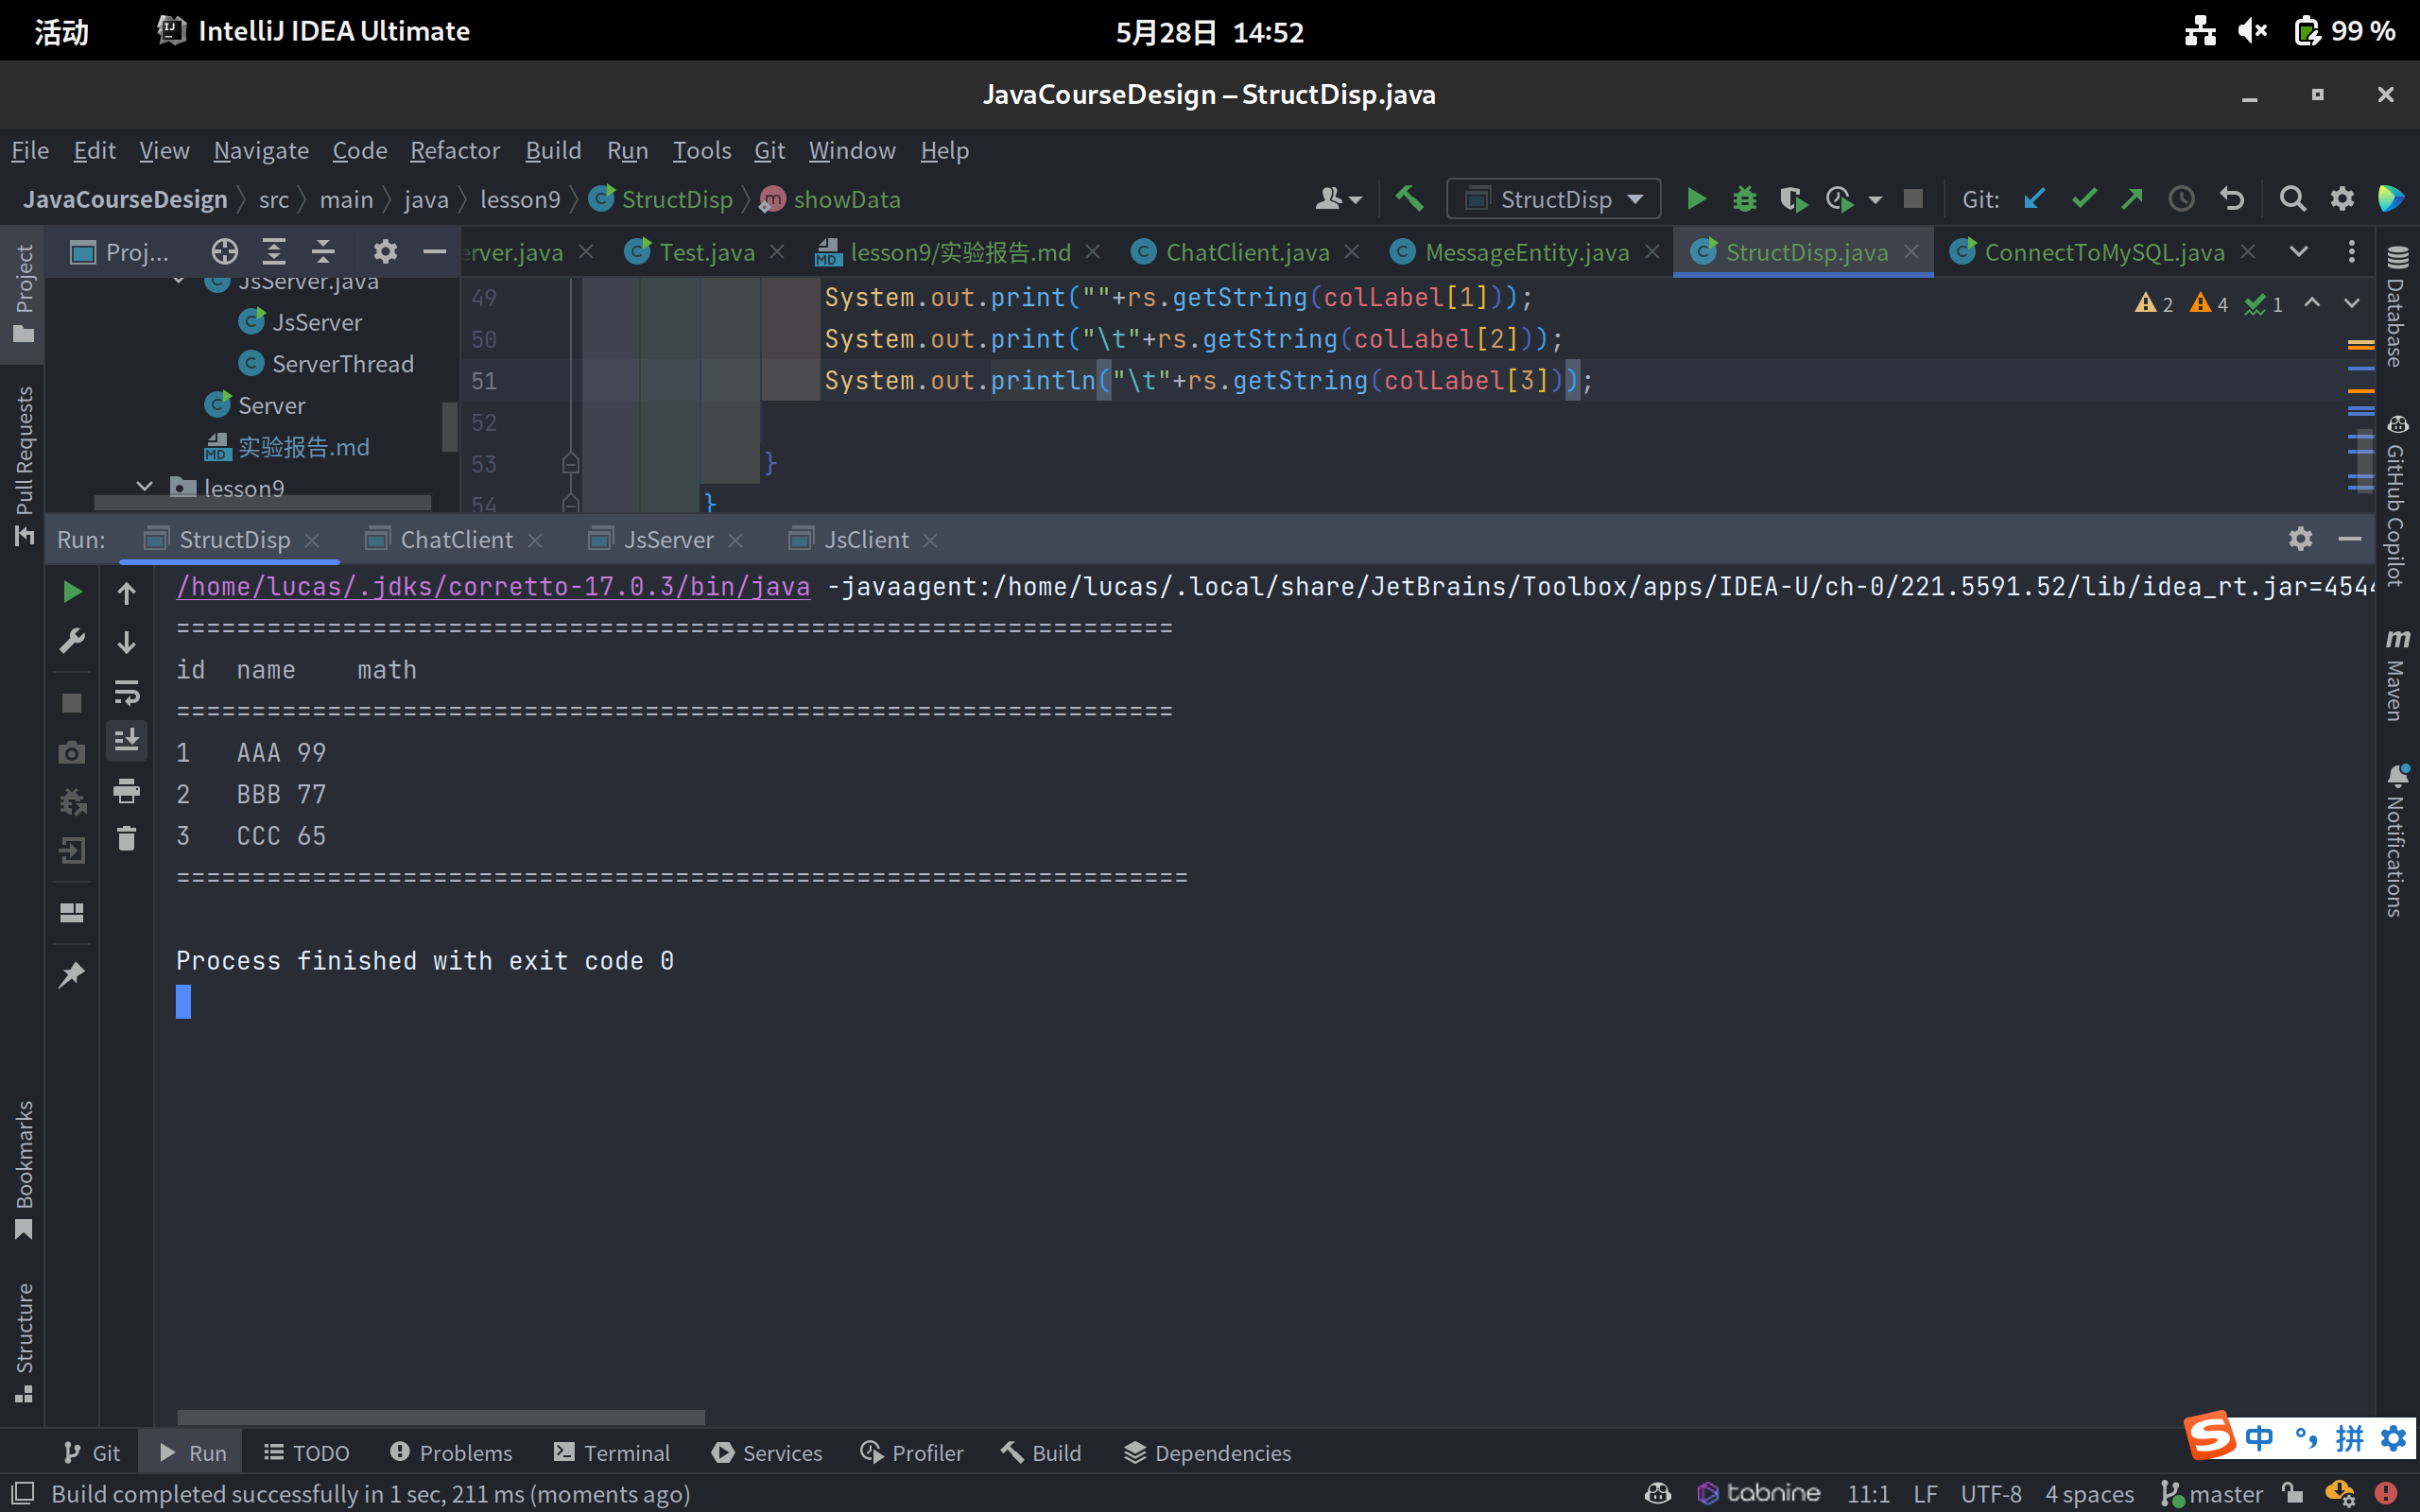 活动 IntelliJ IDEA Ultimate 5月28日 14:52 99 %
JavaCourseDesign – StructDisp.java
File Edit View Navigate Code Refactor Build Run Tools Git Window Help
JavaCourseDesign src main java lesson9 StructDisp showData StructDisp Git:
Proj... erver.java Test.java lesson9/实验报告.md ChatClient.java MessageEntity.java StructDisp.java ConnectToMySQL.java
Project
Pull Requests
JsServer.java
JsServer
ServerThread
Server
实验报告.md
lesson9
49 System.out.print(""+rs.getString(colLabel[1]));
50 System.out.print("\t"+rs.getString(colLabel[2]));
51 System.out.println("\t"+rs.getString(colLabel[3]));
52
53 }
54 }
2 4 1
Database
GitHub Copilot
Maven
Notifications
Run: StructDisp ChatClient JsServer JsClient
/home/lucas/.jdks/corretto-17.0.3/bin/java -javaagent:/home/lucas/.local/share/JetBrains/Toolbox/apps/IDEA-U/ch-0/221.5591.52/lib/idea_rt.jar=4544
==================================================================
id name math
==================================================================
1 AAA 99
2 BBB 77
3 CCC 65
===================================================================
Process finished with exit code 0
Bookmarks
Structure
中 °, 拼
Git Run TODO Problems Terminal Services Profiler Build Dependencies
Build completed successfully in 1 sec, 211 ms (moments ago) tabnine 11:1 LF UTF-8 4 spaces master